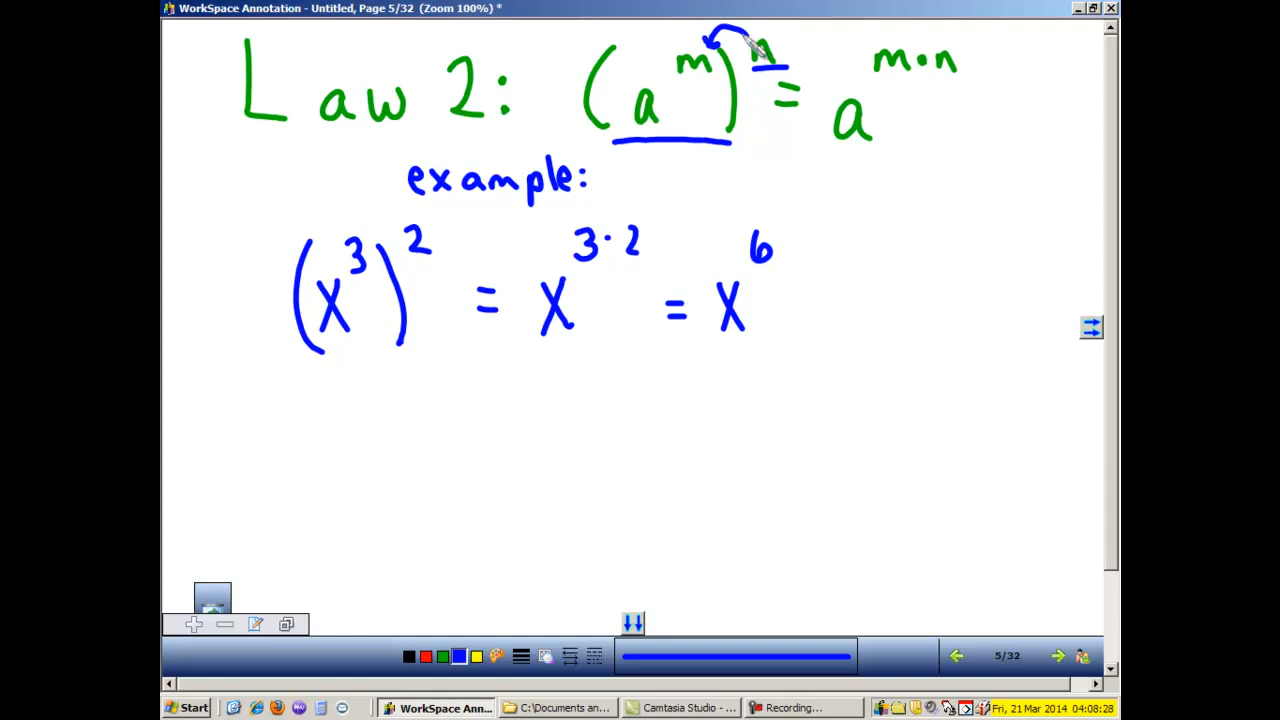 WorkSpace Annotation - Untitled, Page 5/32 (Zoom 100%) *
Law 2: (a^m)^n = a^(m·n)
example:
(x^3)^2 = x^(3·2) = x^6
5/32
Start WorkSpace Ann... C:\Documents an... Camtasia Studio - ... Recording... Fri, 21 Mar 2014 04:08:28